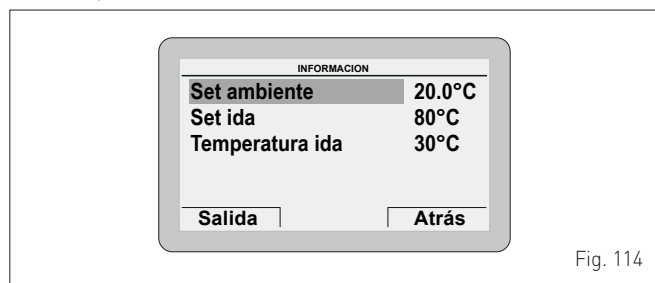 INFORMACION
Set ambiente 20.0°C
Set ida 80°C
Temperatura ida 30°C
Salida Atrás
Fig. 114